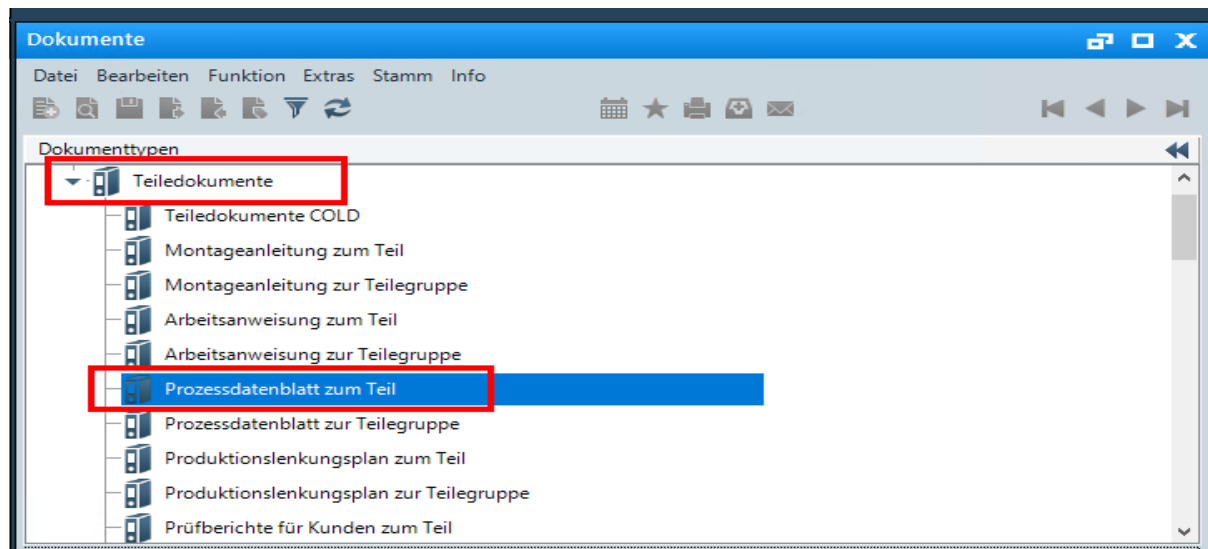 Dokumente
Datei Bearbeiten Funktion Extras Stamm Info
Dokumenttypen
Teiledokumente
Teiledokumente COLD
Montageanleitung zum Teil
Montageanleitung zur Teilegruppe
Arbeitsanweisung zum Teil
Arbeitsanweisung zur Teilegruppe
Prozessdatenblatt zum Teil
Prozessdatenblatt zur Teilegruppe
Produktionslenkungsplan zum Teil
Produktionslenkungsplan zur Teilegruppe
Prüfberichte für Kunden zum Teil